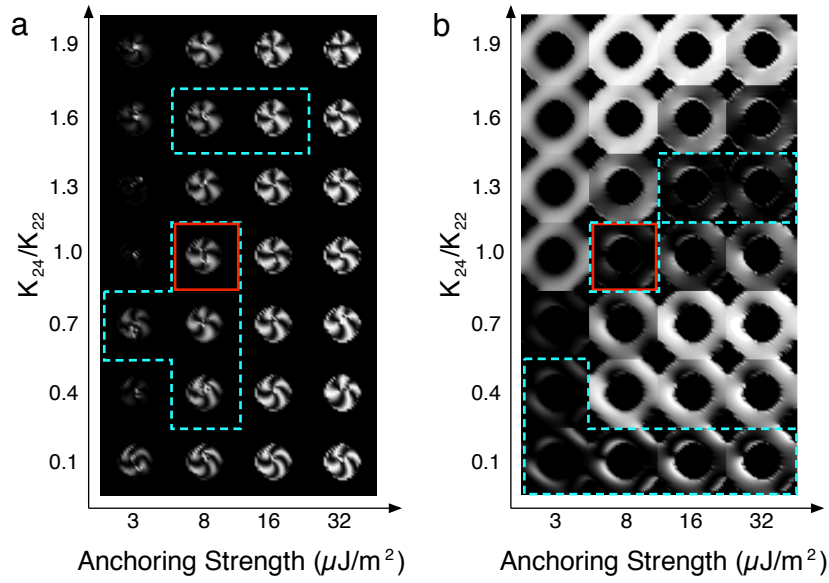 a
1.9
1.6
1.3
1.0
0.7
0.4
0.1
K24/K22
3 8 16 32
Anchoring Strength (µJ/m²)
b
1.9
1.6
1.3
1.0
0.7
0.4
0.1
K24/K22
3 8 16 32
Anchoring Strength (µJ/m²)